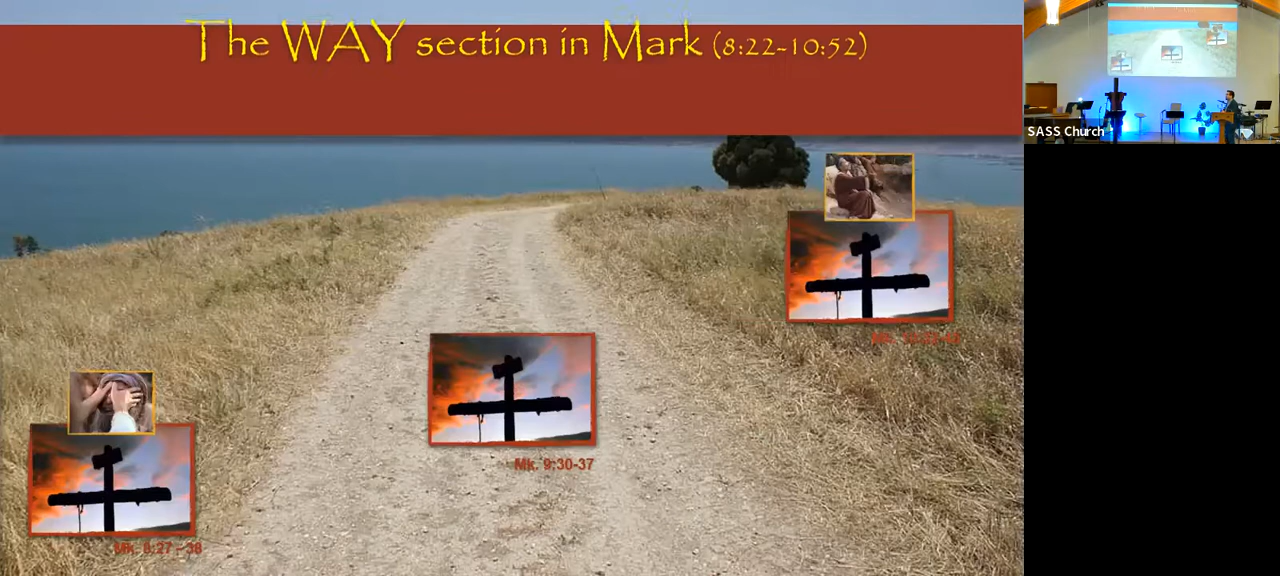 The WAY section in Mark (8:22-10:52)
SASS Church
Mk. 9:30-37
Mk. 8:27 - 38